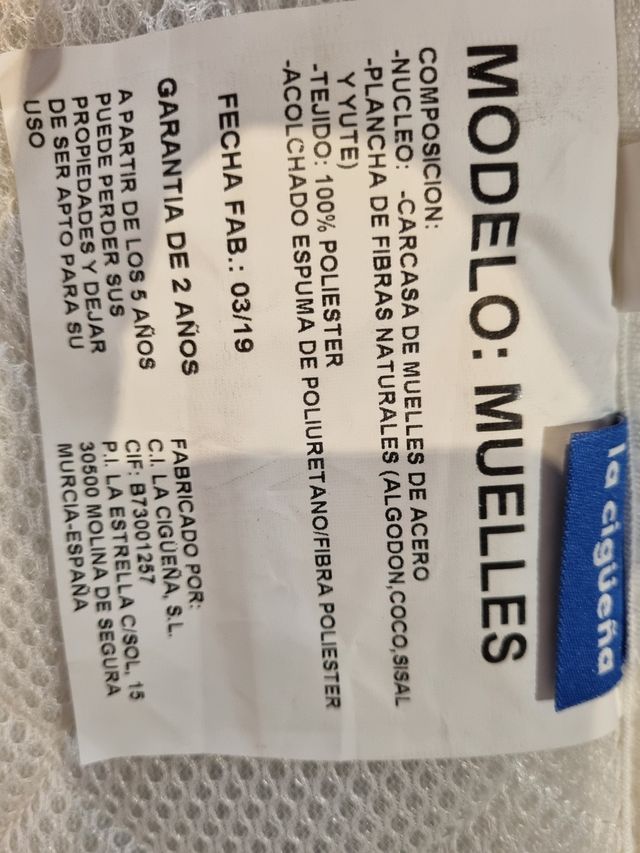 la cigüeña
MODELO: MUELLES
COMPOSICION:
-NUCLEO: -CARCASA DE MUELLES DE ACERO
-PLANCHA DE FIBRAS NATURALES (ALGODON,COCO,SISAL
Y YUTE)
-TEJIDO: 100% POLIESTER
-ACOLCHADO ESPUMA DE POLIURETANO/FIBRA POLIESTER
FECHA FAB.: 03/19
GARANTIA DE 2 AÑOS
A PARTIR DE LOS 5 AÑOS
PUEDE PERDER SUS
PROPIEDADES Y DEJAR
DE SER APTO PARA SU
USO
FABRICADO POR:
C.I. LA CIGÜEÑA, S.L.
CIF: B73001257
P.I. LA ESTRELLA C/SOL, 15
30500 MOLINA DE SEGURA
MURCIA-ESPAÑA